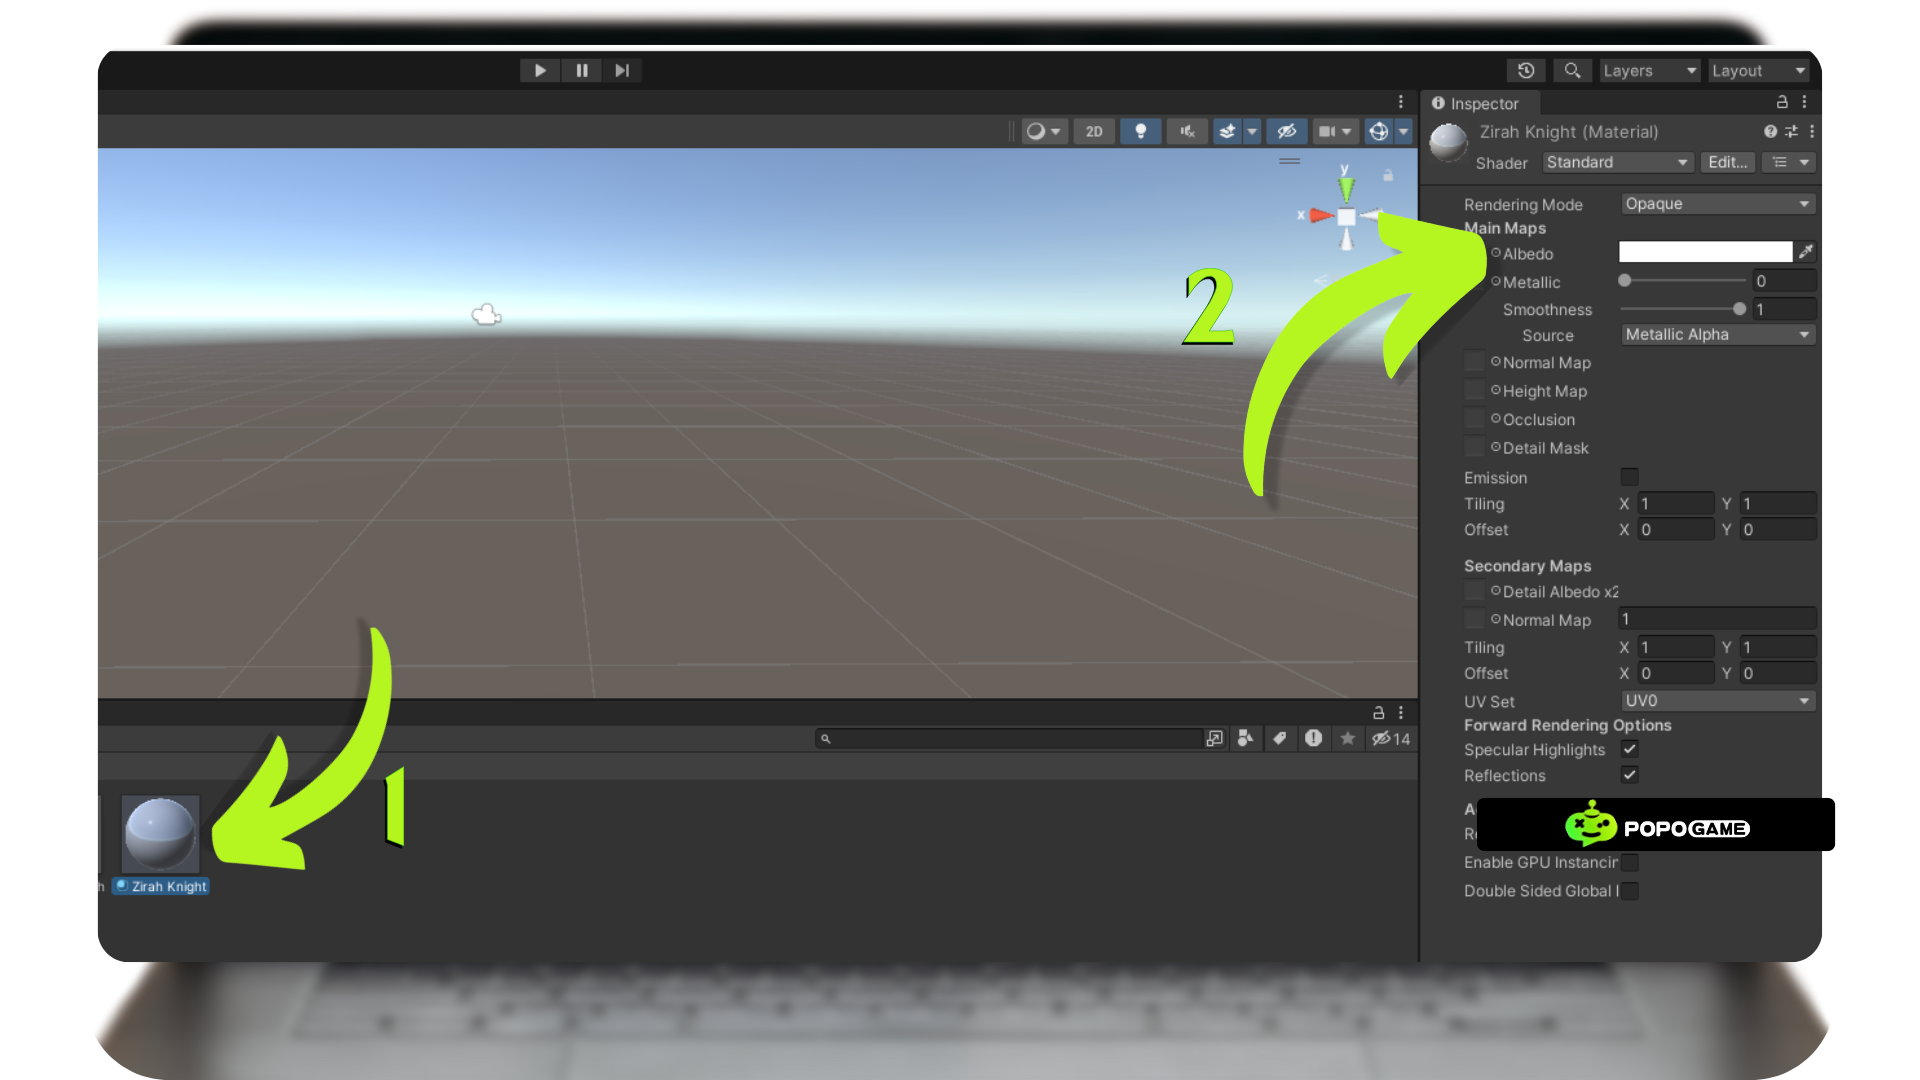 Layers
Layout
Inspector
2D
Zirah Knight (Material)
Shader
Standard
Edit...
y
x
Rendering Mode
Opaque
Main Maps
Albedo
Metallic
0
Smoothness
1
Source
Metallic Alpha
Normal Map
Height Map
Occlusion
Detail Mask
Emission
Tiling X 1 Y 1
Offset X 0 Y 0
Secondary Maps
Detail Albedo x2
Normal Map
1
Tiling X 1 Y 1
Offset X 0 Y 0
UV Set
UV0
Forward Rendering Options
Specular Highlights
Reflections
POPOGAME
Enable GPU Instancin
Double Sided Global I
2
14
1
h
Zirah Knight